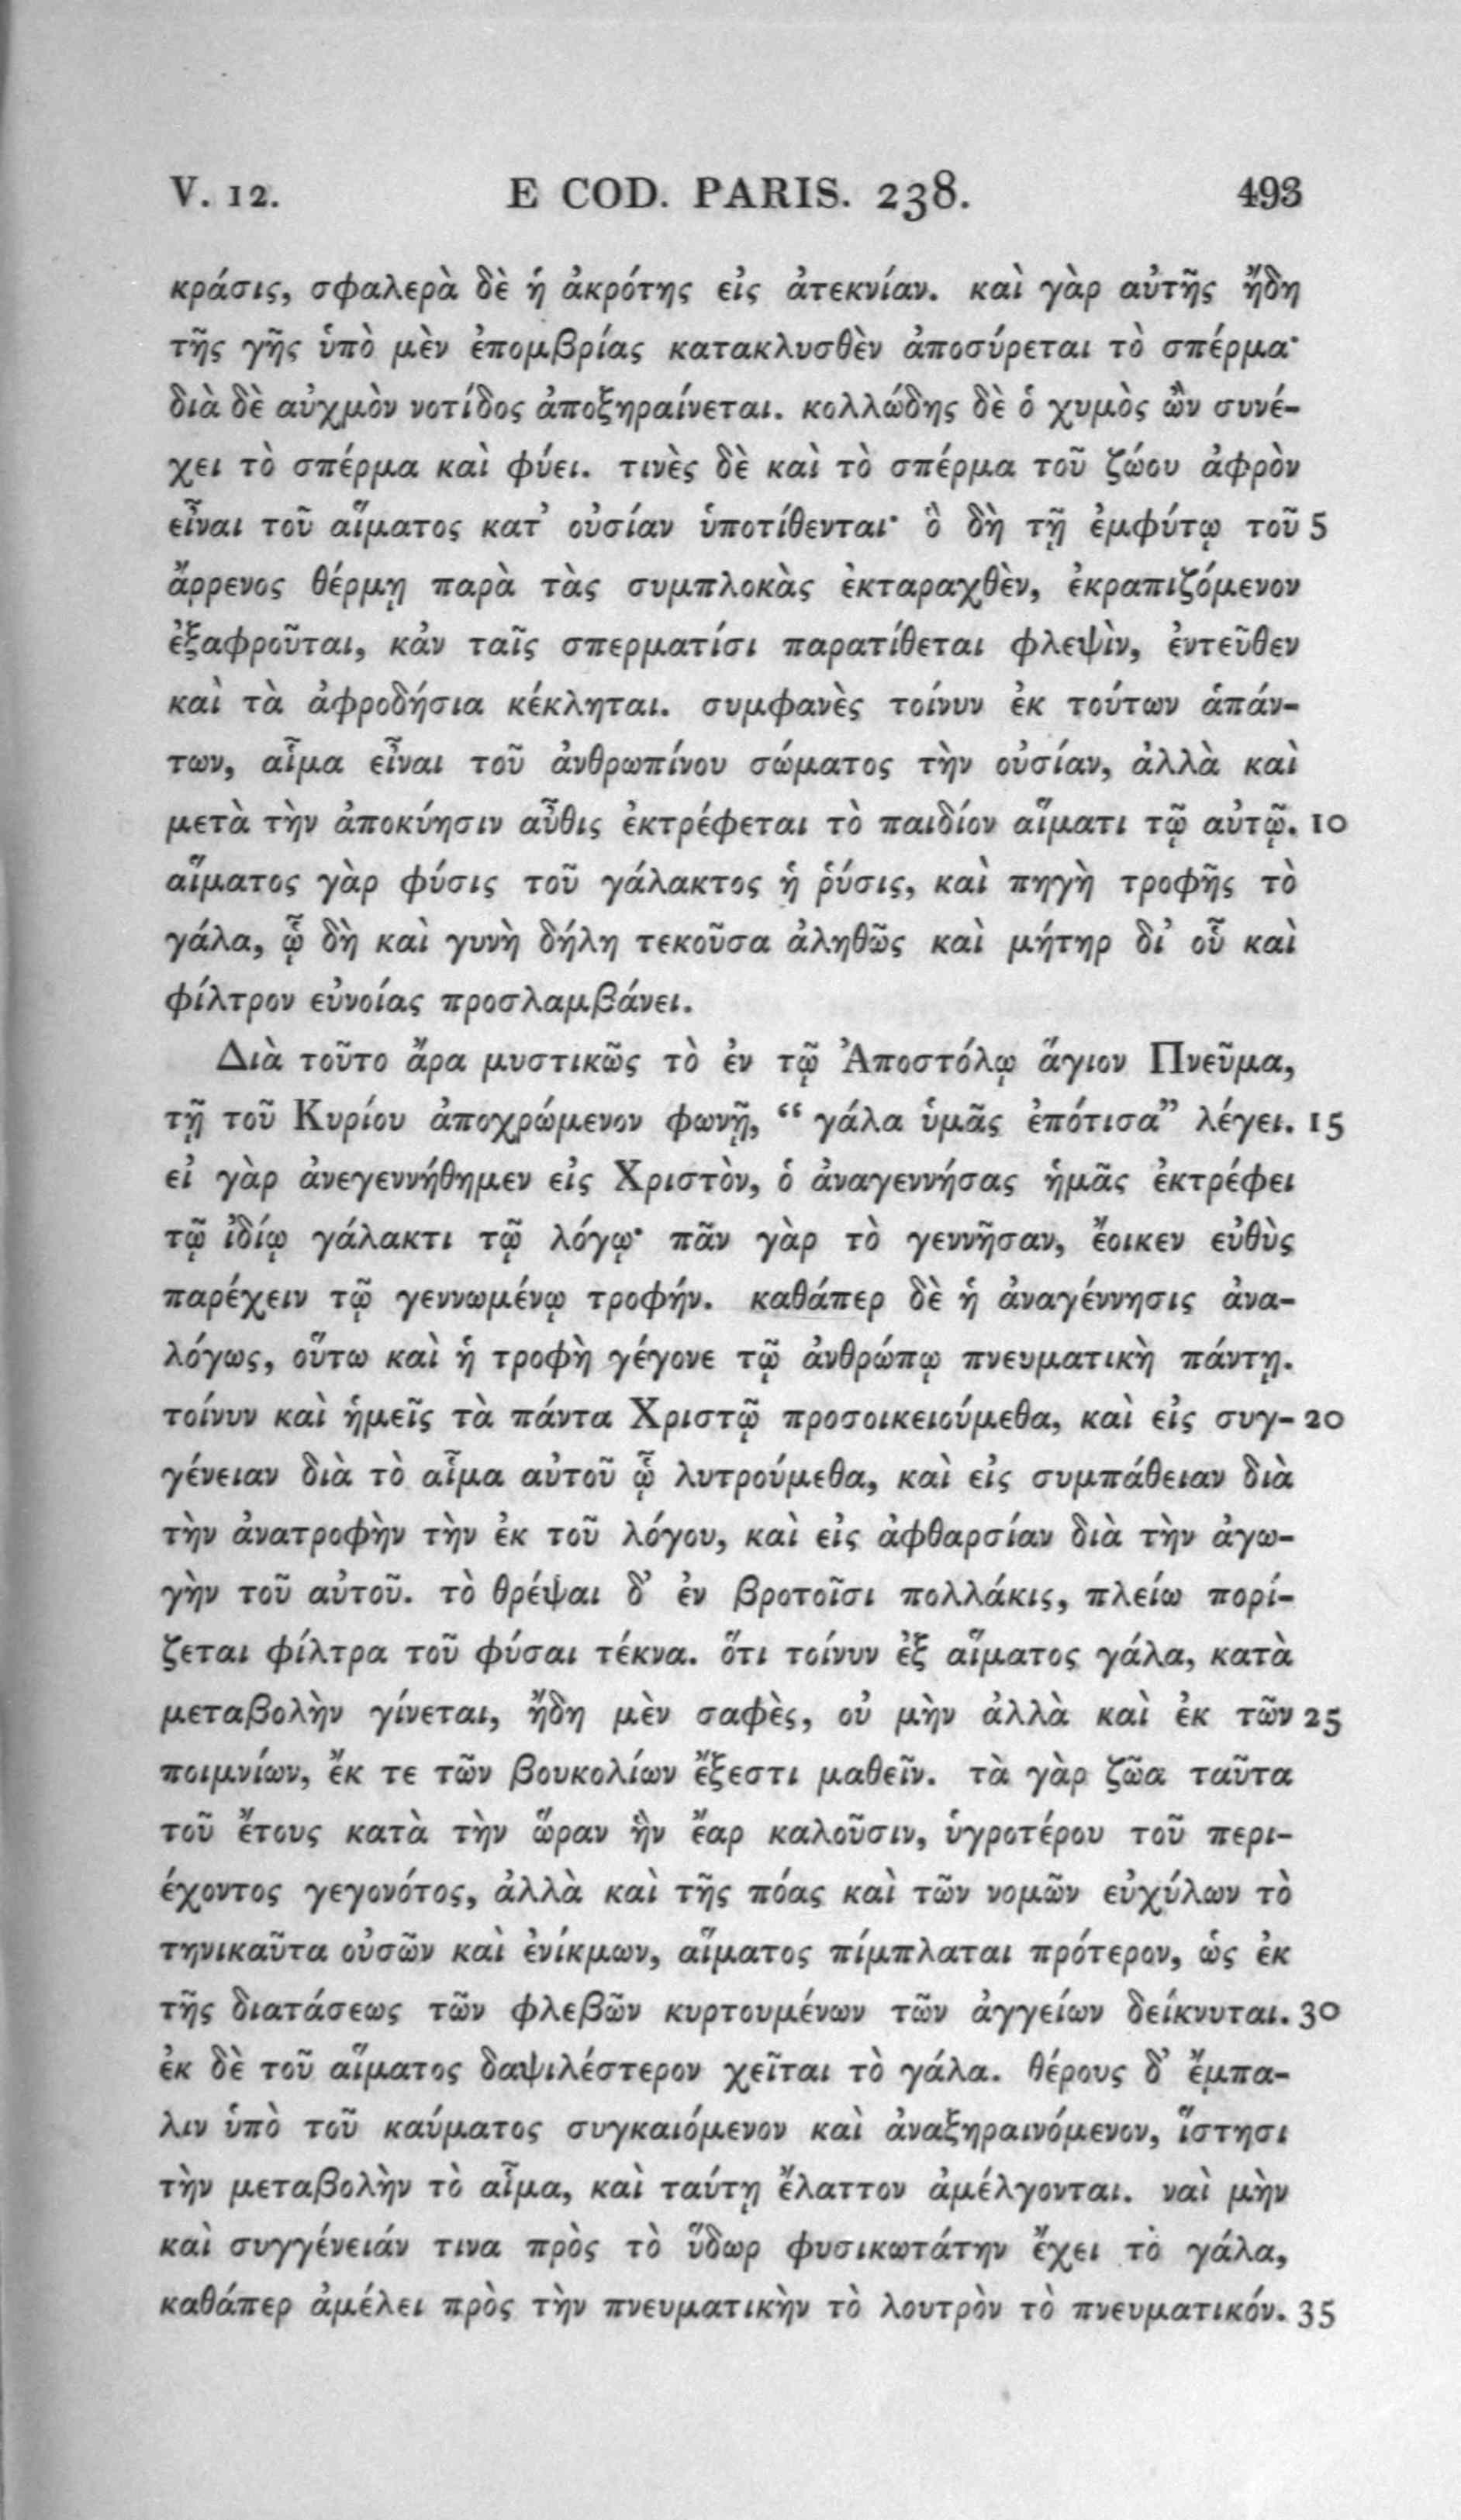 V. 12. E COD. PARIS. 238. 493
κράσις, σφαλερὰ δὲ ἡ ἀκρότης εἰς ἀτεκνίαν. καὶ γὰρ αὐτῆς ἤδη
τῆς γῆς ὑπὸ μὲν ἐπομβρίας κατακλυσθὲν ἀποσύρεται τὸ σπέρμα·
διὰ δὲ αὐχμὸν νοτίδος ἀποξηραίνεται. κολλώδης δὲ ὁ χυμὸς ὢν συνέ-
χει τὸ σπέρμα καὶ φύει. τινὲς δὲ καὶ τὸ σπέρμα τοῦ ζώου ἀφρὸν
εἶναι τοῦ αἵματος κατ’ οὐσίαν ὑποτίθενται· ὃ δὴ τῇ ἐμφύτῳ τοῦ 5
ἄρρενος θέρμῃ παρὰ τὰς συμπλοκὰς ἐκταραχθὲν, ἐκραπιζόμενον
ἐξαφροῦται, κἀν ταῖς σπερματίσι παρατίθεται φλεψὶν, ἐντεῦθεν
καὶ τὰ ἀφροδήσια κέκληται. συμφανὲς τοίνυν ἐκ τούτων ἁπάν-
των, αἷμα εἶναι τοῦ ἀνθρωπίνου σώματος τὴν οὐσίαν, ἀλλὰ καὶ
μετὰ τὴν ἀποκύησιν αὖθις ἐκτρέφεται τὸ παιδίον αἵματι τῷ αὐτῷ. 10
αἵματος γὰρ φύσις τοῦ γάλακτος ἡ ῥύσις, καὶ πηγὴ τροφῆς τὸ
γάλα, ᾧ δὴ καὶ γυνὴ δήλη τεκοῦσα ἀληθῶς καὶ μήτηρ δι’ οὗ καὶ
φίλτρον εὐνοίας προσλαμβάνει.
Διὰ τοῦτο ἄρα μυστικῶς τὸ ἐν τῷ Ἀποστόλῳ ἅγιον Πνεῦμα,
τῇ τοῦ Κυρίου ἀποχρώμενον φωνῇ, “ γάλα ὑμᾶς ἐπότισα” λέγει. 15
εἰ γὰρ ἀνεγεννήθημεν εἰς Χριστὸν, ὁ ἀναγεννήσας ἡμᾶς ἐκτρέφει
τῷ ἰδίῳ γάλακτι τῷ λόγῳ· πᾶν γὰρ τὸ γεννῆσαν, ἔοικεν εὐθὺς
παρέχειν τῷ γεννωμένῳ τροφήν. καθάπερ δὲ ἡ ἀναγέννησις ἀνα-
λόγως, οὕτω καὶ ἡ τροφὴ γέγονε τῷ ἀνθρώπῳ πνευματικὴ πάντῃ.
τοίνυν καὶ ἡμεῖς τὰ πάντα Χριστῷ προσοικειούμεθα, καὶ εἰς συγ- 20
γένειαν διὰ τὸ αἷμα αὐτοῦ ᾧ λυτρούμεθα, καὶ εἰς συμπάθειαν διὰ
τὴν ἀνατροφὴν τὴν ἐκ τοῦ λόγου, καὶ εἰς ἀφθαρσίαν διὰ τὴν ἀγω-
γὴν τοῦ αὐτοῦ. τὸ θρέψαι δ’ ἐν βροτοῖσι πολλάκις, πλείω πορί-
ζεται φίλτρα τοῦ φύσαι τέκνα. ὅτι τοίνυν ἐξ αἵματος γάλα, κατὰ
μεταβολὴν γίνεται, ἤδη μὲν σαφὲς, οὐ μὴν ἀλλὰ καὶ ἐκ τῶν 25
ποιμνίων, ἔκ τε τῶν βουκολίων ἔξεστι μαθεῖν. τὰ γὰρ ζῶα ταῦτα
τοῦ ἔτους κατὰ τὴν ὥραν ἣν ἔαρ καλοῦσιν, ὑγροτέρου τοῦ περι-
έχοντος γεγονότος, ἀλλὰ καὶ τῆς πόας καὶ τῶν νομῶν εὐχύλων τὸ
τηνικαῦτα οὐσῶν καὶ ἐνίκμων, αἵματος πίμπλαται πρότερον, ὡς ἐκ
τῆς διατάσεως τῶν φλεβῶν κυρτουμένων τῶν ἀγγείων δείκνυται. 30
ἐκ δὲ τοῦ αἵματος δαψιλέστερον χεῖται τὸ γάλα. θέρους δ’ ἔμπα-
λιν ὑπὸ τοῦ καύματος συγκαιόμενον καὶ ἀναξηραινόμενον, ἵστησι
τὴν μεταβολὴν τὸ αἷμα, καὶ ταύτῃ ἔλαττον ἀμέλγονται. ναὶ μὴν
καὶ συγγένειάν τινα πρὸς τὸ ὕδωρ φυσικωτάτην ἔχει τὸ γάλα,
καθάπερ ἀμέλει πρὸς τὴν πνευματικὴν τὸ λουτρὸν τὸ πνευματικόν. 35